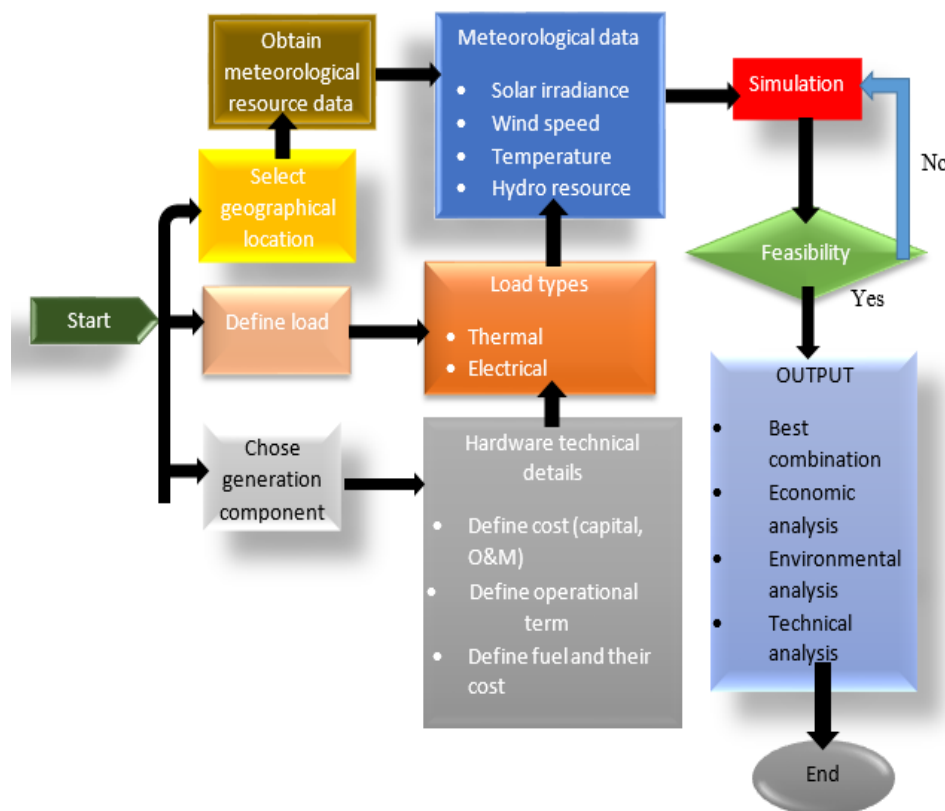 Start
Select
geographical
location
Obtain
meteorological
resource data
Define load
Chose
generation
component
Meteorological data
• Solar irradiance
• Wind speed
• Temperature
• Hydro resource
Load types
• Thermal
• Electrical
Hardware technical
details
• Define cost (capital,
O&M)
• Define operational
term
• Define fuel and their
cost
Simulation
No
Feasibility
Yes
OUTPUT
• Best
combination
• Economic
analysis
• Environmental
analysis
• Technical
analysis
End